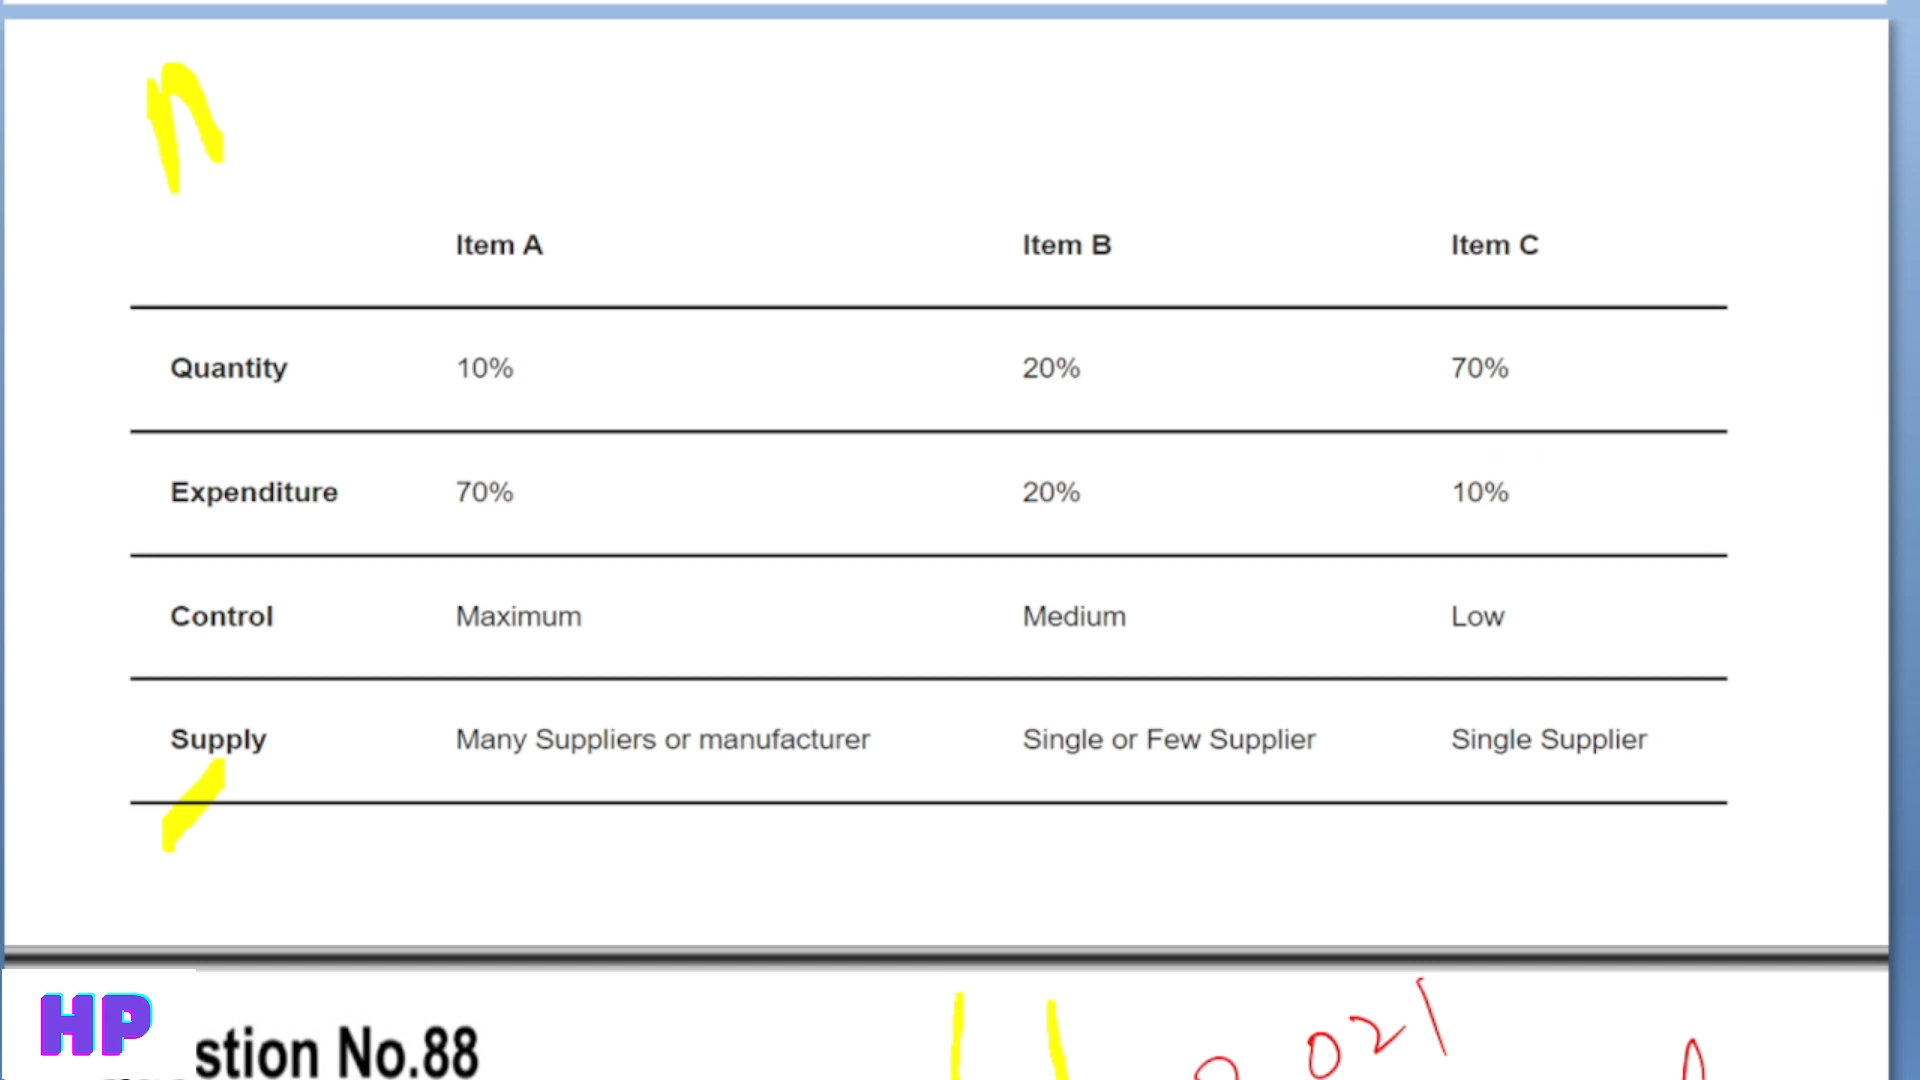 Item A Item B Item C
Quantity 10% 20% 70%
Expenditure 70% 20% 10%
Control Maximum Medium Low
Supply Many Suppliers or manufacturer Single or Few Supplier Single Supplier
021
HP
stion No.88